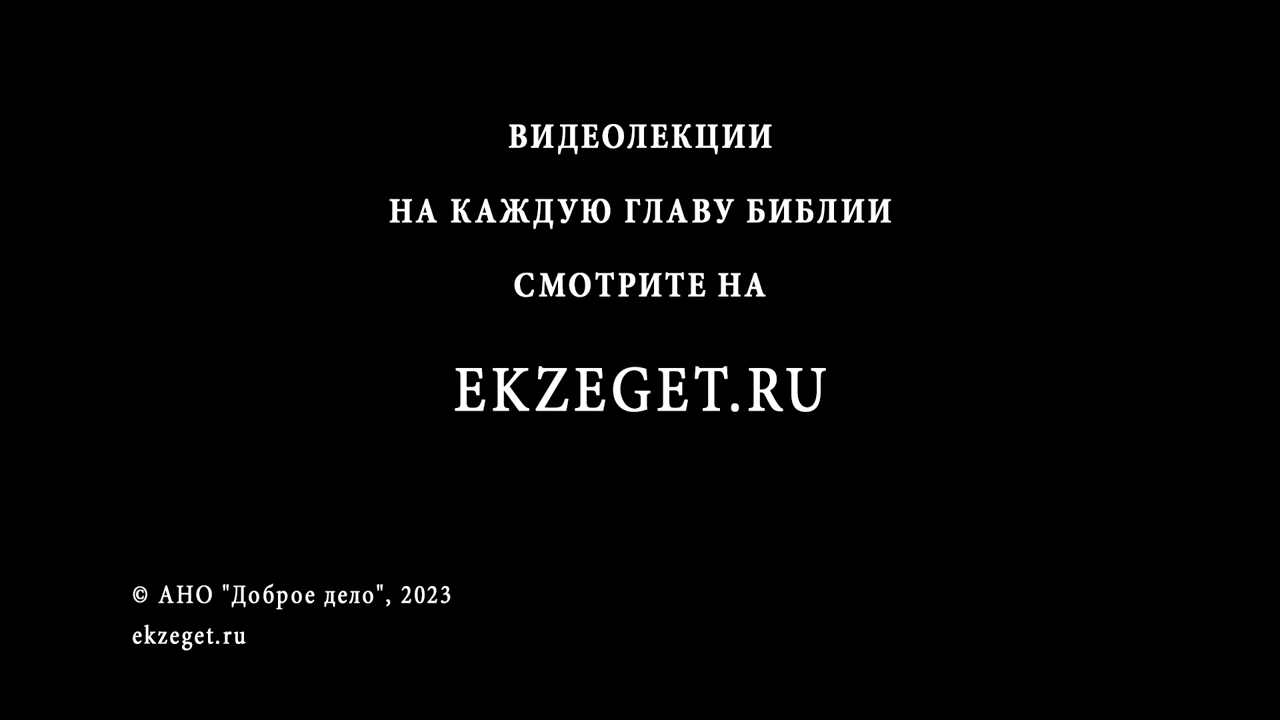 ВИДЕОЛЕКЦИИ
НА КАЖДУЮ ГЛАВУ БИБЛИИ
СМОТРИТЕ НА
EKZEGET.RU
© АНО "Доброе дело", 2023
ekzeget.ru